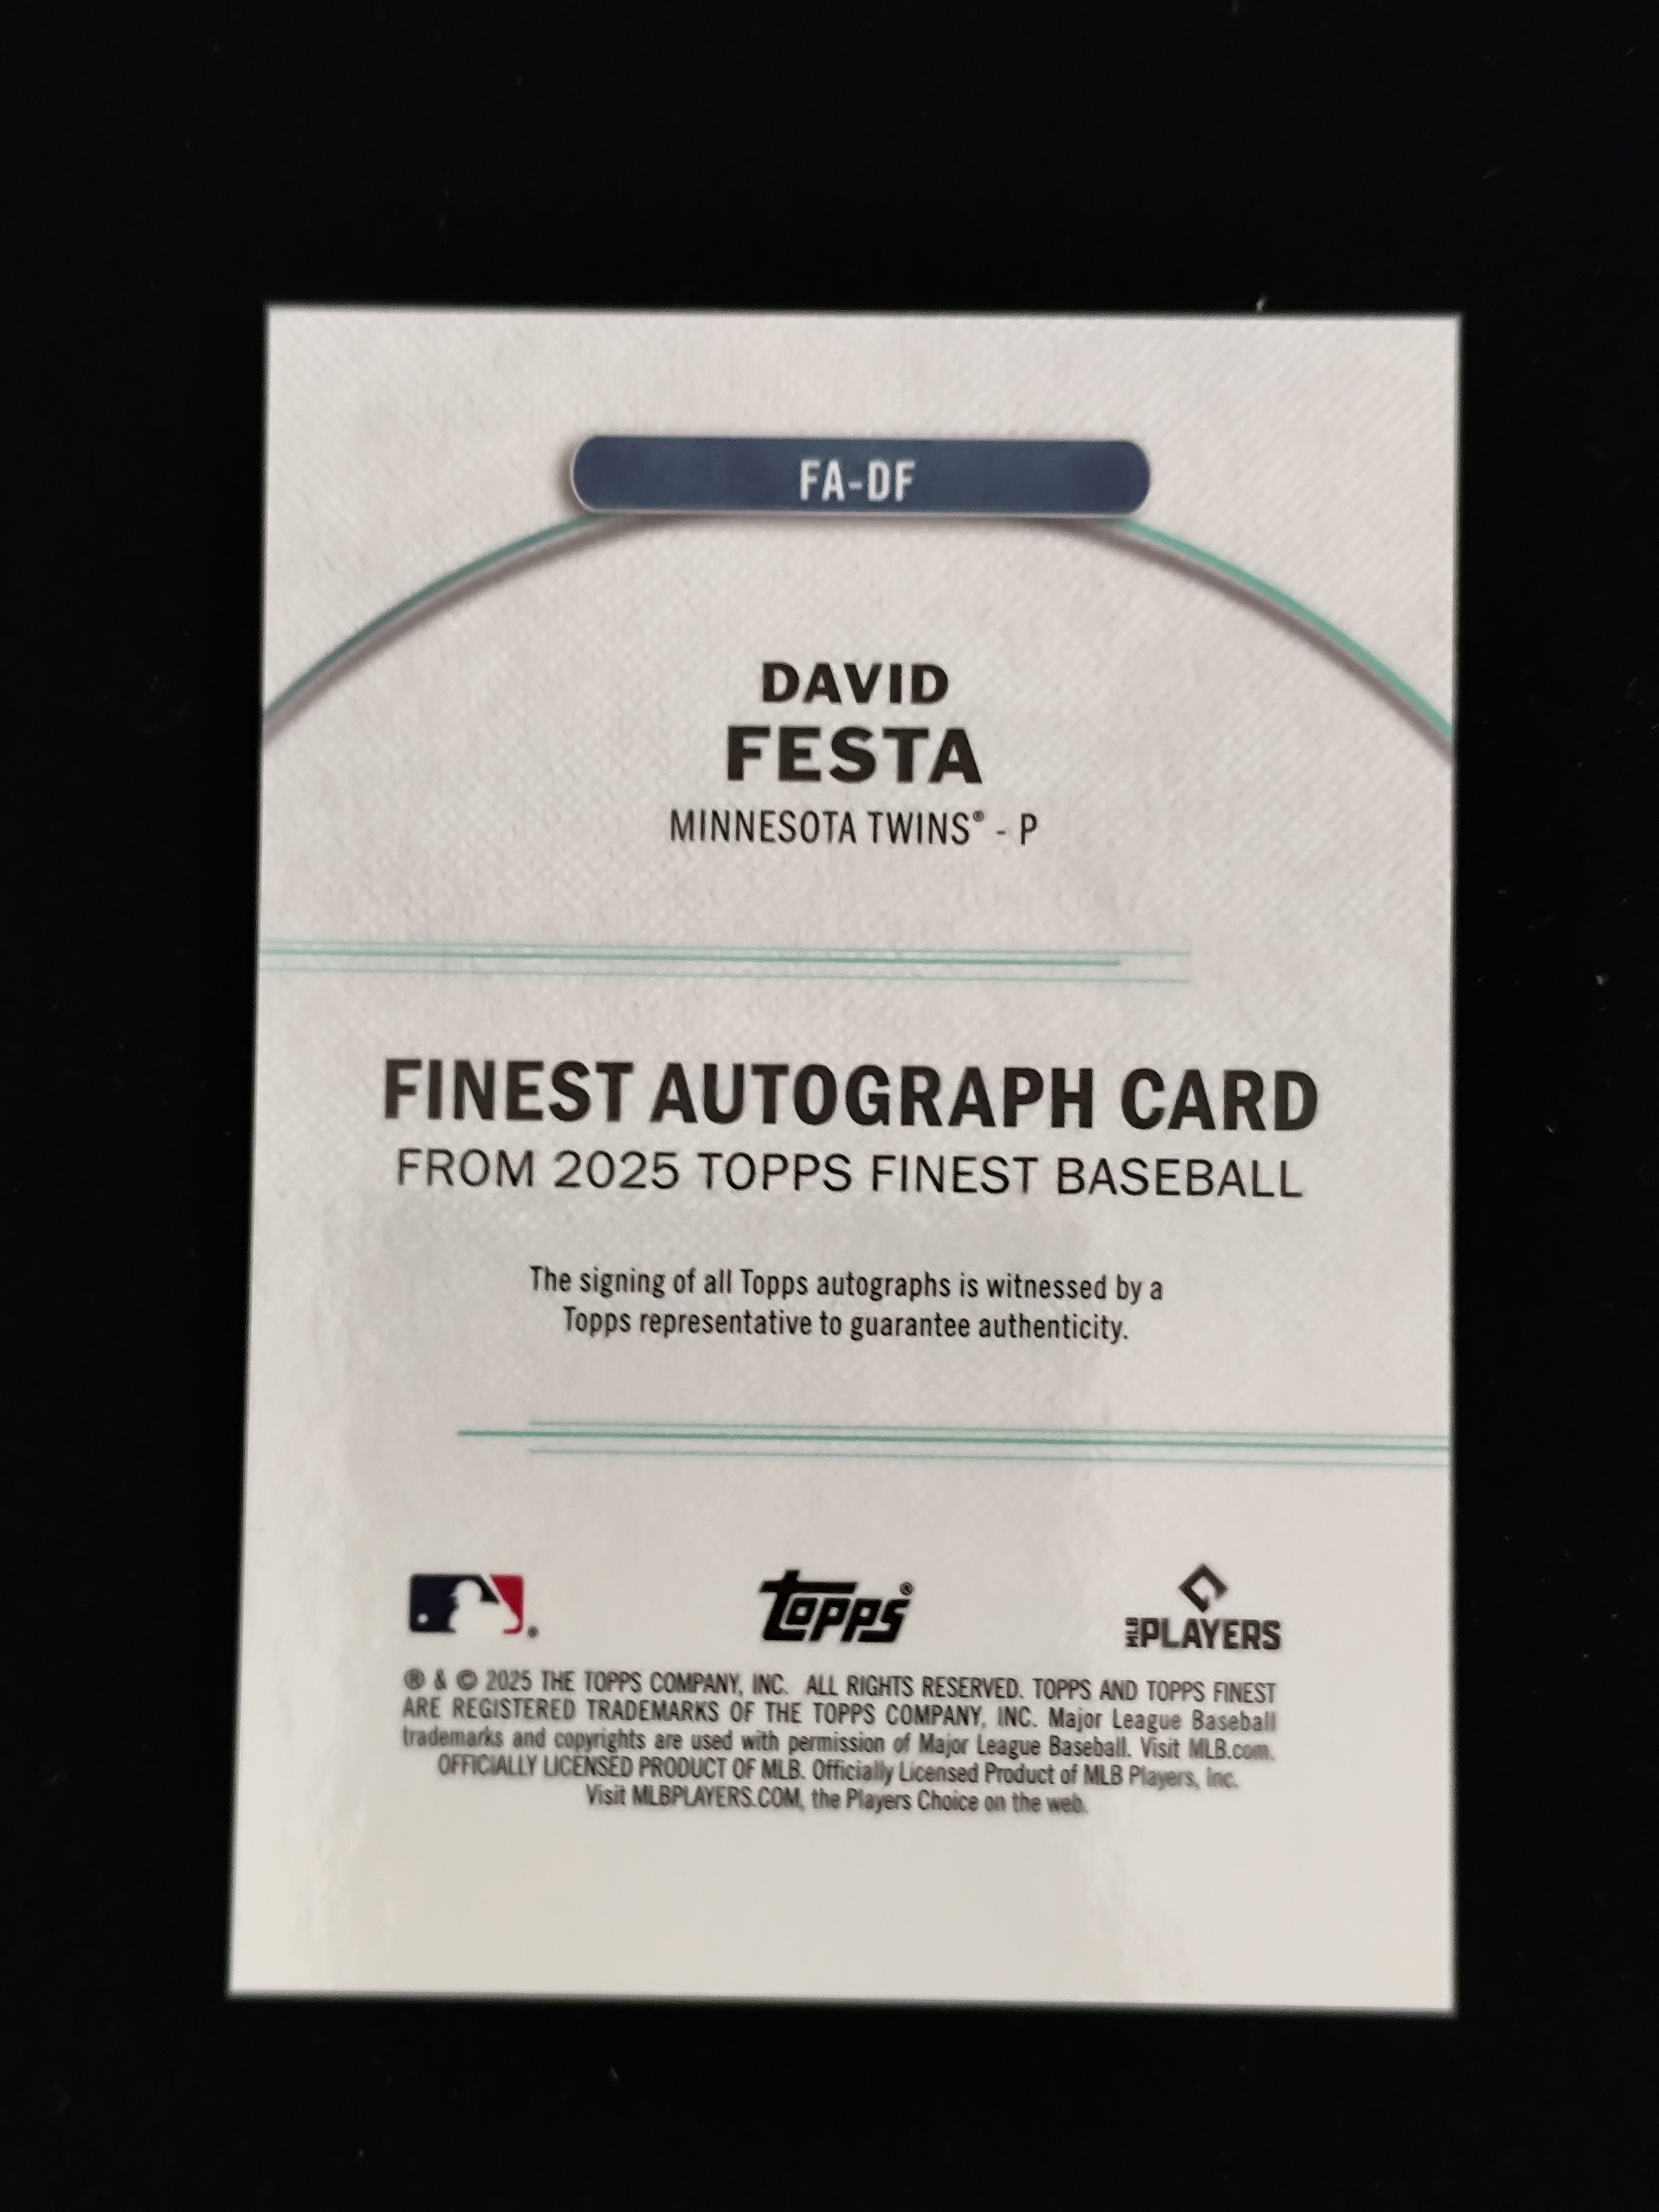 FA-DF
DAVID
FESTA
MINNESOTA TWINS® - P
FINEST AUTOGRAPH CARD
FROM 2025 TOPPS FINEST BASEBALL
The signing of all Topps autographs is witnessed by a
Topps representative to guarantee authenticity.
® Topps ® MLB PLAYERS
® & © 2025 THE TOPPS COMPANY, INC. ALL RIGHTS RESERVED. TOPPS AND TOPPS FINEST
ARE REGISTERED TRADEMARKS OF THE TOPPS COMPANY, INC. Major League Baseball
trademarks and copyrights are used with permission of Major League Baseball. Visit MLB.com.
OFFICIALLY LICENSED PRODUCT OF MLB. Officially Licensed Product of MLB Players, Inc.
Visit MLBPLAYERS.COM, the Players Choice on the web.